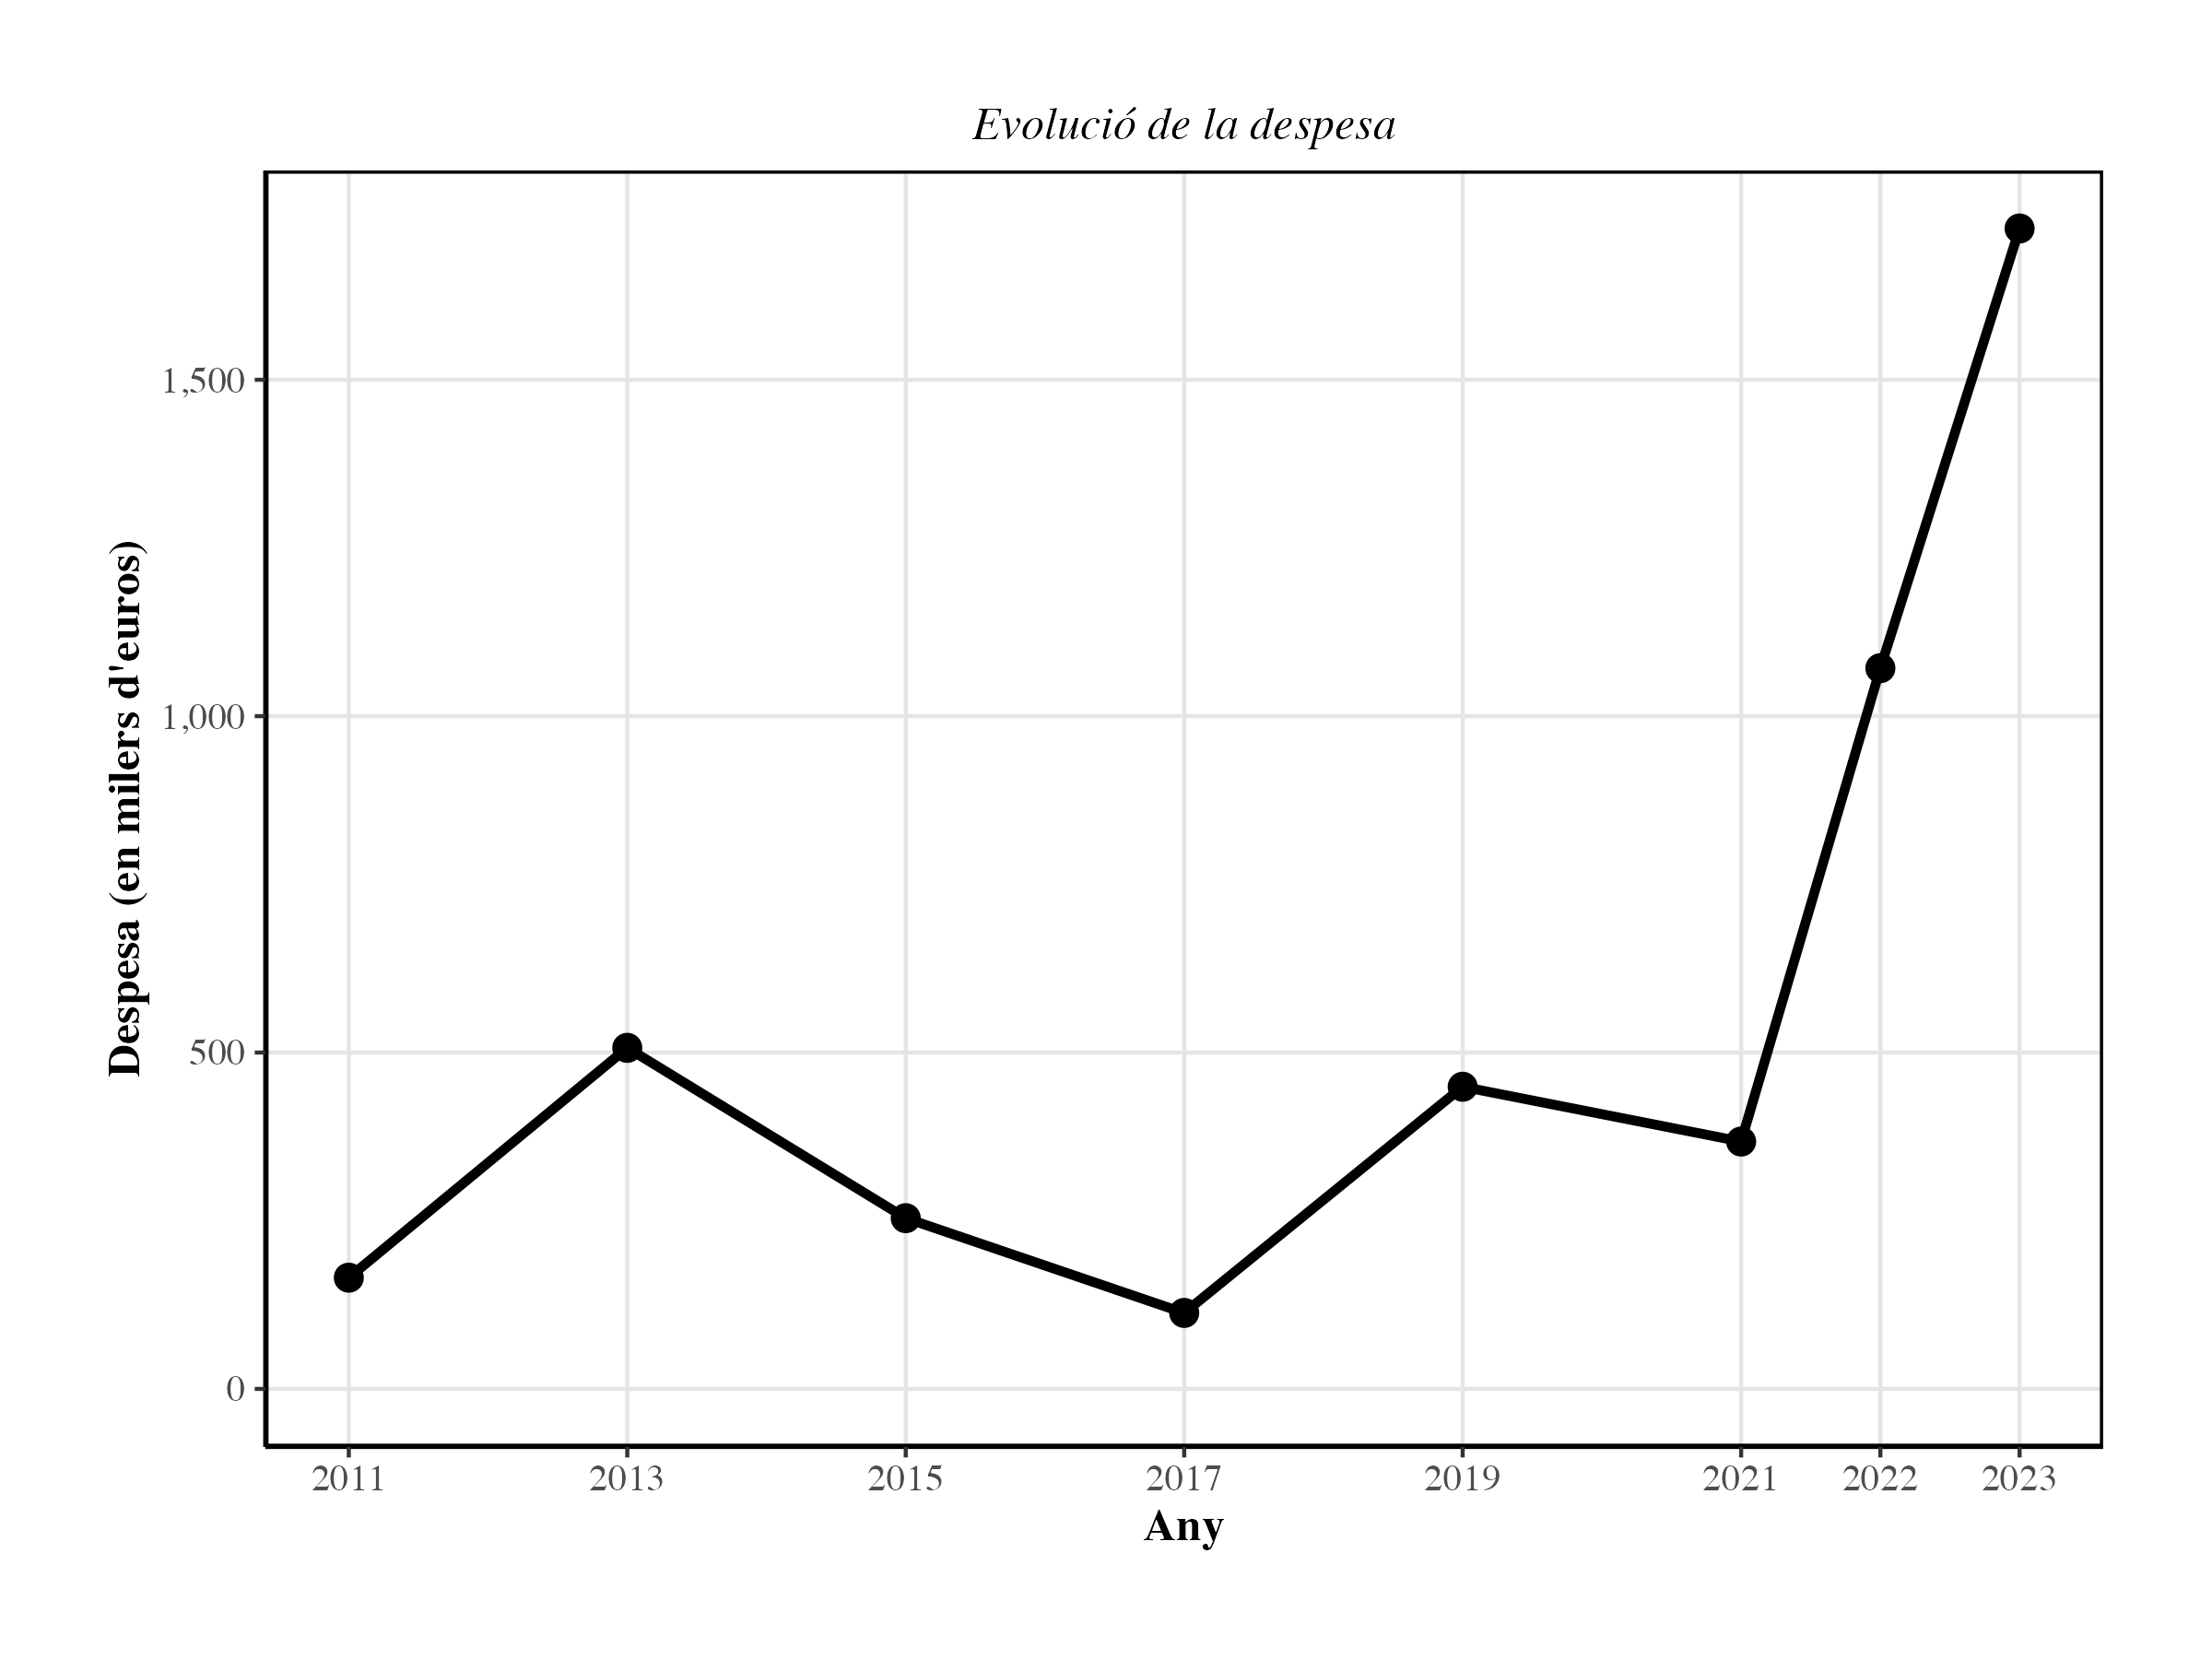 Evolució de la despesa
Despesa (en milers d'euros)
1,500
1,000
500
0
2011 2013 2015 2017 2019 2021 2022 2023
Any